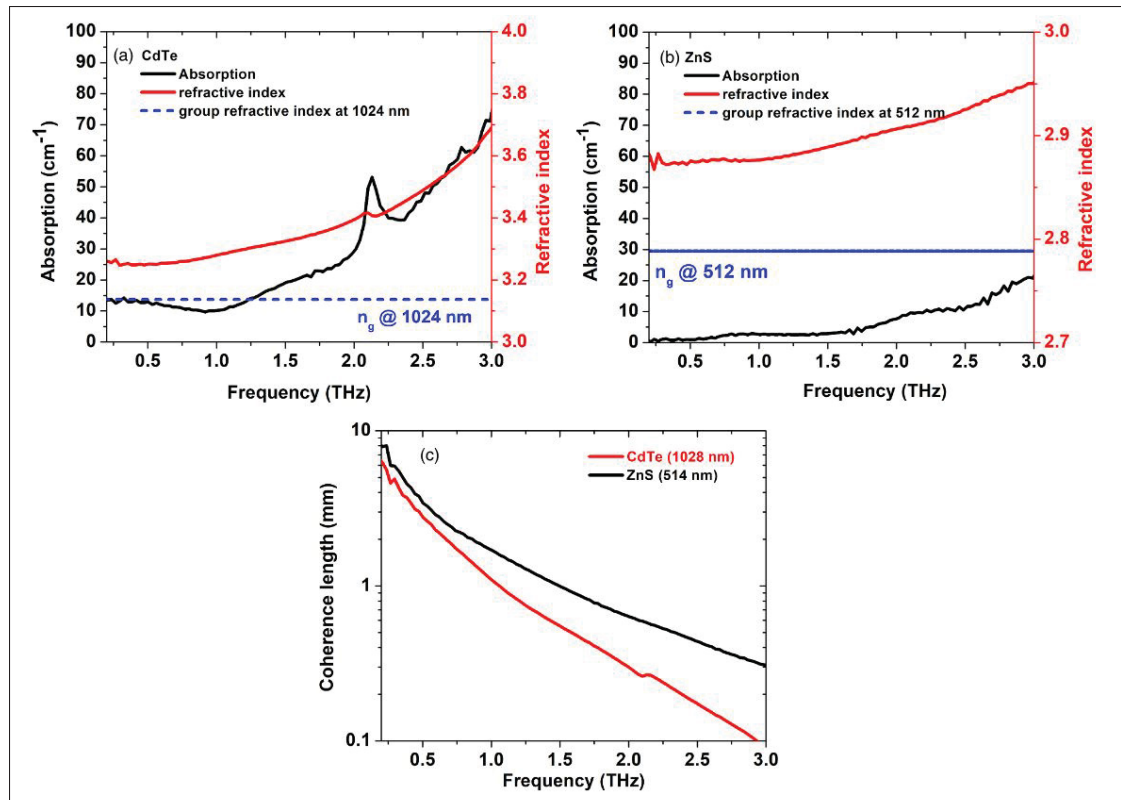 (a) CdTe
Absorption
refractive index
group refractive index at 1024 nm
n_g @ 1024 nm
Absorption (cm⁻¹)
100
90
80
70
60
50
40
30
20
10
0
4.0
3.8
3.6
3.4
3.2
3.0
Refractive index
0.5 1.0 1.5 2.0 2.5 3.0
Frequency (THz)
(b) ZnS
Absorption
refractive index
group refractive index at 512 nm
n_g @ 512 nm
Absorption (cm⁻¹)
100
90
80
70
60
50
40
30
20
10
0
3.0
2.9
2.8
2.7
Refractive index
0.5 1.0 1.5 2.0 2.5 3.0
Frequency (THz)
(c)
CdTe (1028 nm)
ZnS (514 nm)
Coherence length (mm)
10
1
0.1
0.5 1.0 1.5 2.0 2.5 3.0
Frequency (THz)